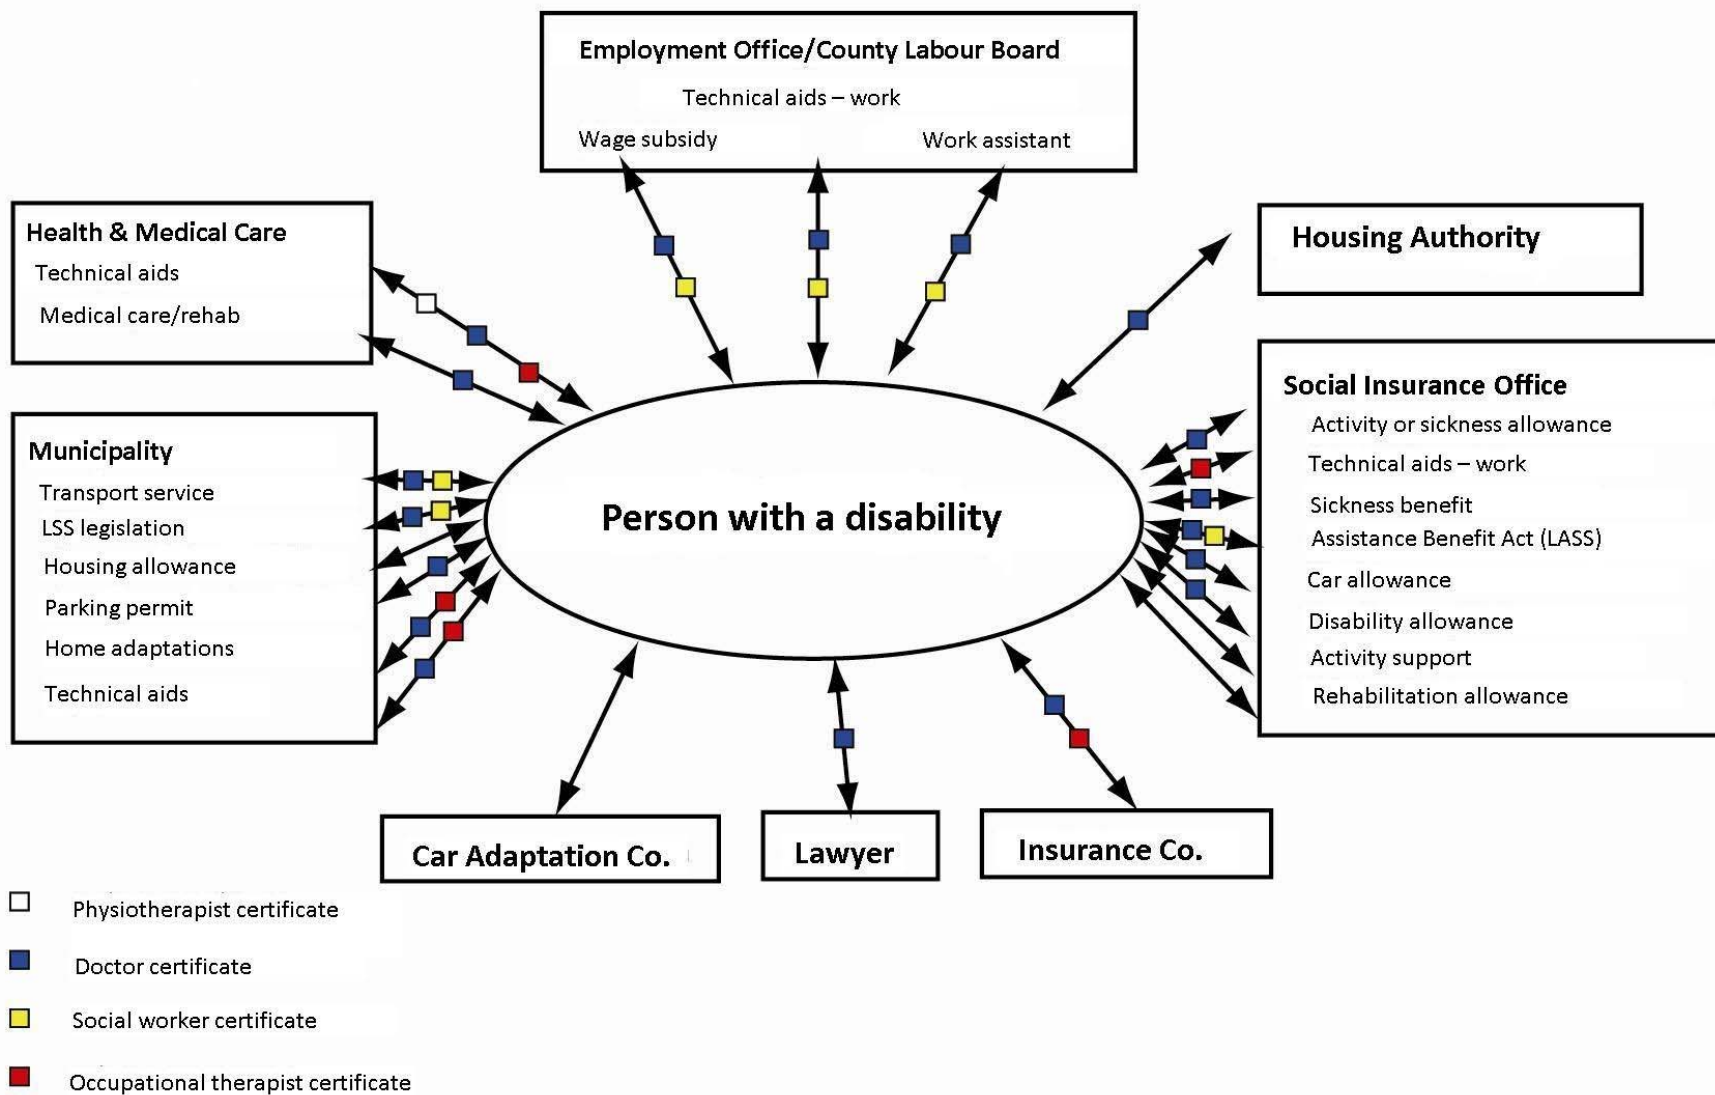 Employment Office/County Labour Board
Technical aids – work
Wage subsidy
Work assistant
Health & Medical Care
Technical aids
Medical care/rehab
Housing Authority
Municipality
Transport service
LSS legislation
Housing allowance
Parking permit
Home adaptations
Technical aids
Person with a disability
Social Insurance Office
Activity or sickness allowance
Technical aids – work
Sickness benefit
Assistance Benefit Act (LASS)
Car allowance
Disability allowance
Activity support
Rehabilitation allowance
Car Adaptation Co.
Lawyer
Insurance Co.
Physiotherapist certificate
Doctor certificate
Social worker certificate
Occupational therapist certificate